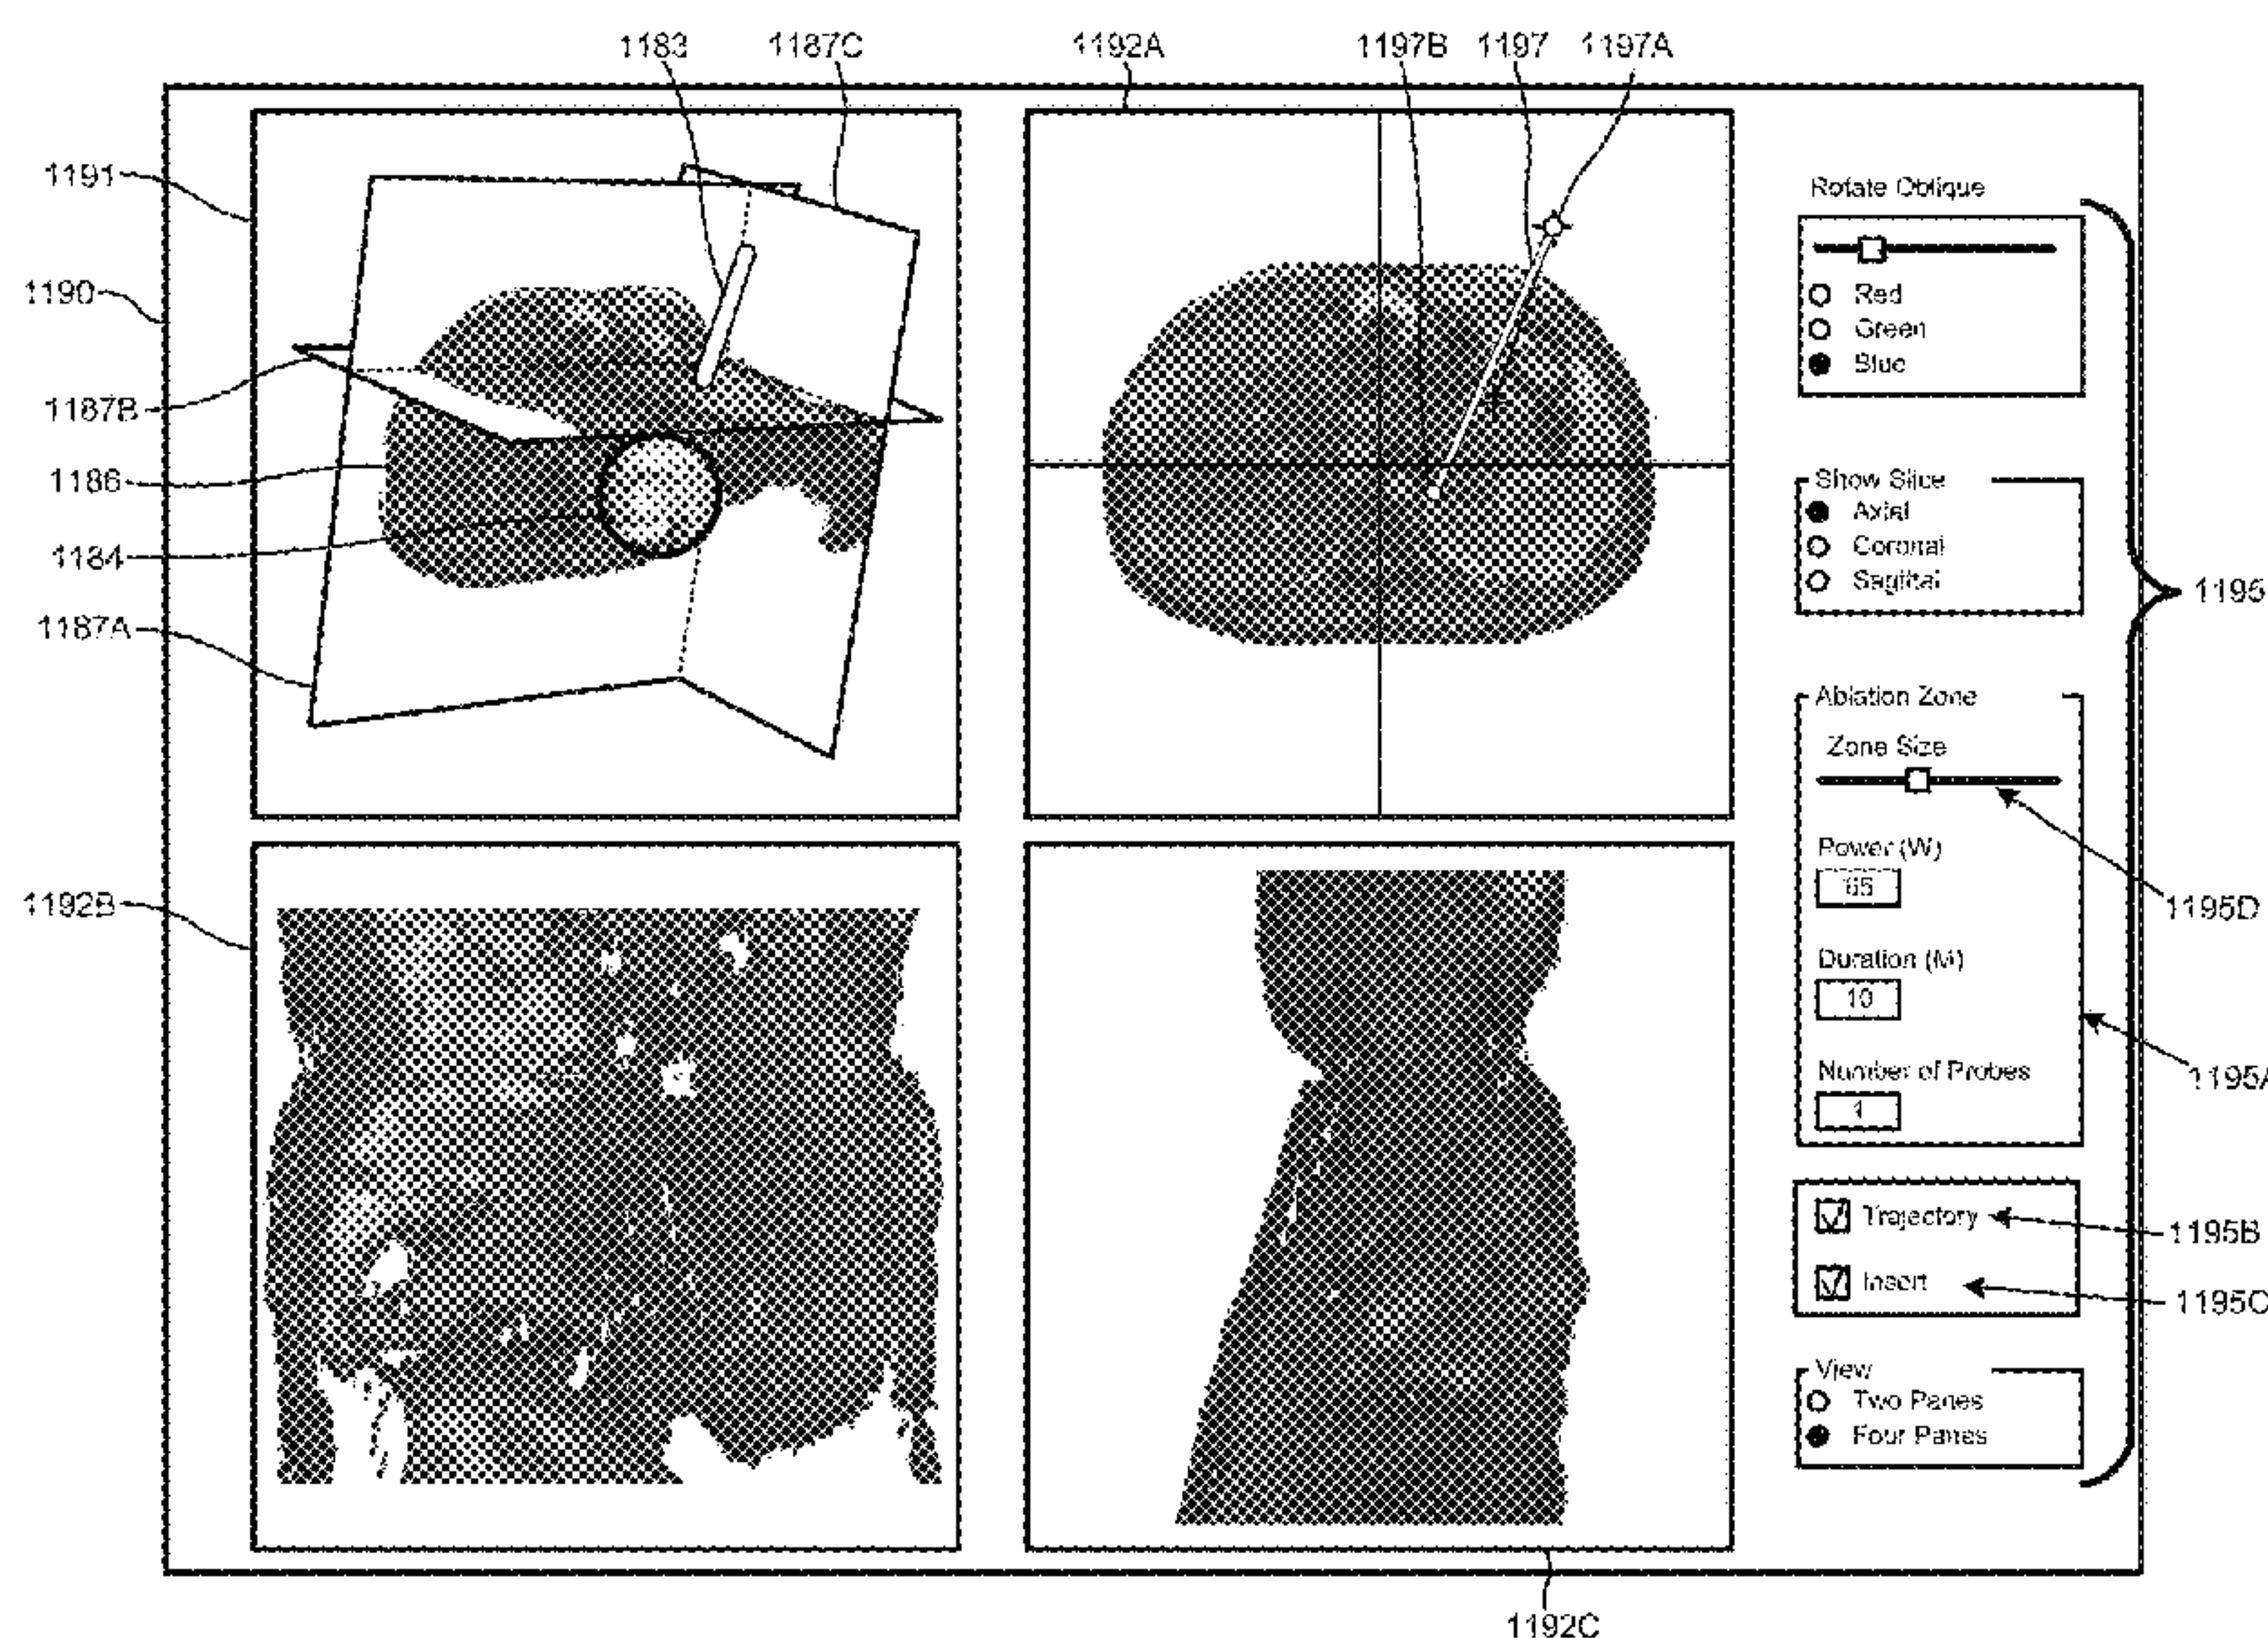 1183 1187C 1192A 1197B 1197 1197A
1191
1190
1187B
1186
1184
1187A
1192B
Rotate Oblique
Red
Green
Blue
Show Slice
Axial
Coronal
Sagittal
1195
Ablation Zone
Zone Size
Power (W)
65
1195D
Duration (M)
10
Number of Probes
1195A
1
Trajectory
1195B
Insert
1195C
View
Two Panes
Four Panes
1192C